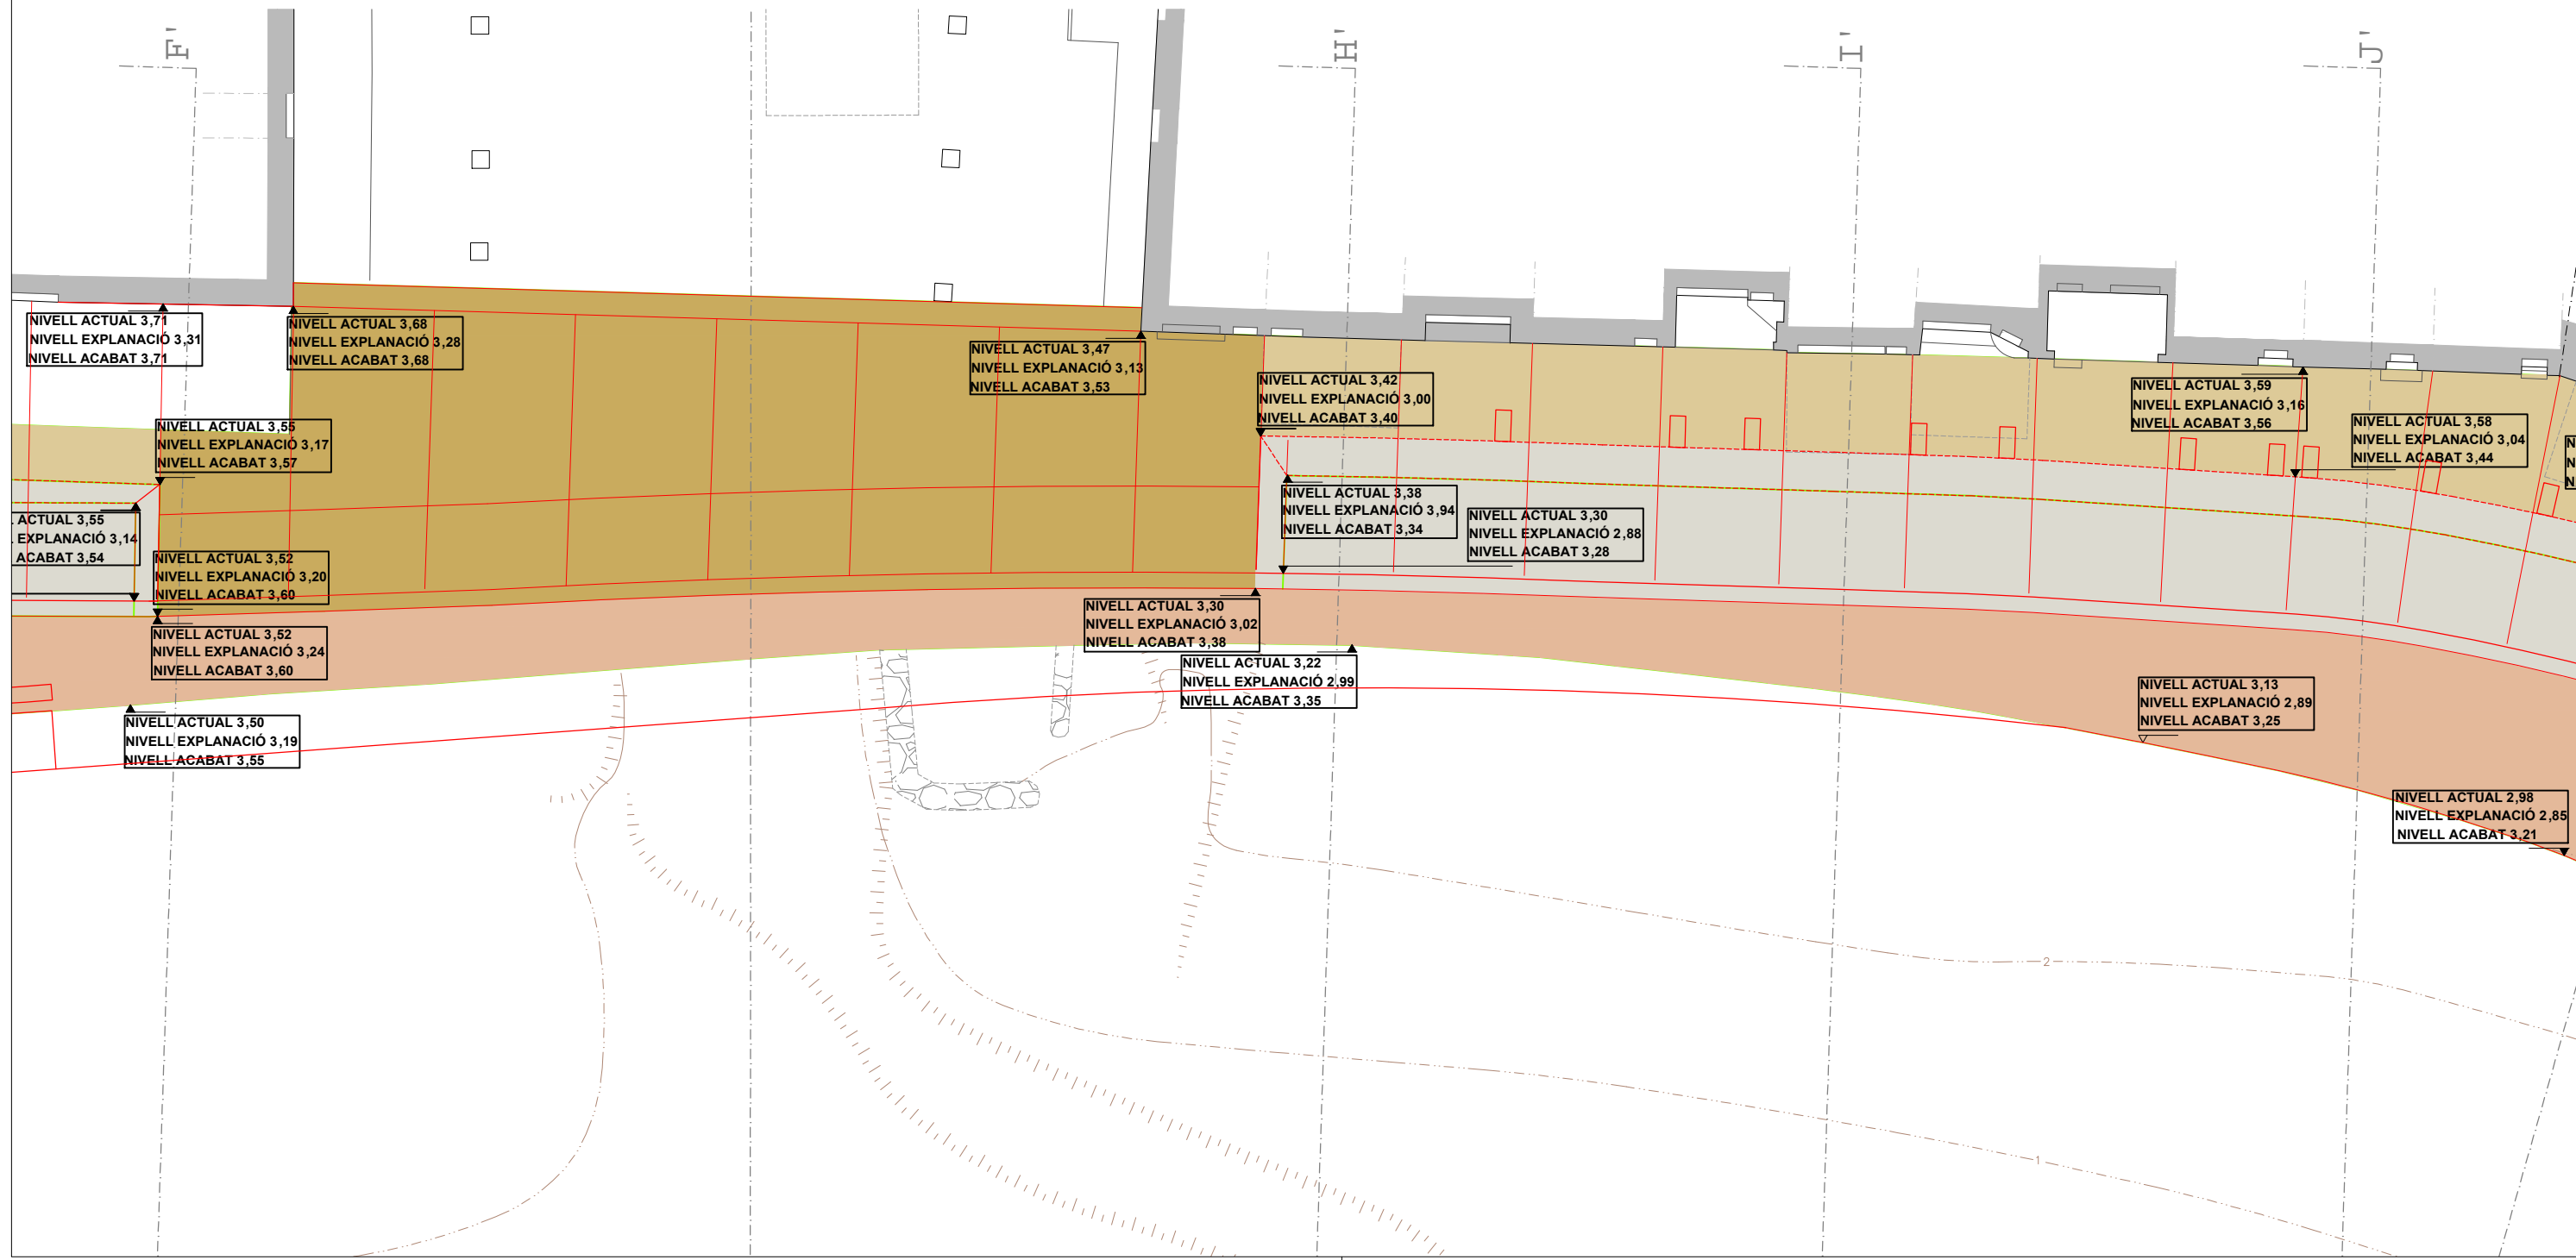 F'
H'
I'
J'
NIVELL ACTUAL 3,71
NIVELL EXPLANACIÓ 3,31
NIVELL ACABAT 3,71
NIVELL ACTUAL 3,68
NIVELL EXPLANACIÓ 3,28
NIVELL ACABAT 3,68
NIVELL ACTUAL 3,47
NIVELL EXPLANACIÓ 3,13
NIVELL ACABAT 3,53
NIVELL ACTUAL 3,42
NIVELL EXPLANACIÓ 3,00
NIVELL ACABAT 3,40
NIVELL ACTUAL 3,59
NIVELL EXPLANACIÓ 3,16
NIVELL ACABAT 3,56
NIVELL ACTUAL 3,58
NIVELL EXPLANACIÓ 3,04
NIVELL ACABAT 3,44
N
N
N
NIVELL ACTUAL 3,55
NIVELL EXPLANACIÓ 3,17
NIVELL ACABAT 3,57
ACTUAL 3,55
EXPLANACIÓ 3,14
ACABAT 3,54
NIVELL ACTUAL 3,38
NIVELL EXPLANACIÓ 3,94
NIVELL ACABAT 3,34
NIVELL ACTUAL 3,30
NIVELL EXPLANACIÓ 2,88
NIVELL ACABAT 3,28
NIVELL ACTUAL 3,52
NIVELL EXPLANACIÓ 3,20
NIVELL ACABAT 3,60
NIVELL ACTUAL 3,52
NIVELL EXPLANACIÓ 3,24
NIVELL ACABAT 3,60
NIVELL ACTUAL 3,30
NIVELL EXPLANACIÓ 3,02
NIVELL ACABAT 3,38
NIVELL ACTUAL 3,22
NIVELL EXPLANACIÓ 2,99
NIVELL ACABAT 3,35
NIVELL ACTUAL 3,13
NIVELL EXPLANACIÓ 2,89
NIVELL ACABAT 3,25
NIVELL ACTUAL 3,50
NIVELL EXPLANACIÓ 3,19
NIVELL ACABAT 3,55
NIVELL ACTUAL 2,98
NIVELL EXPLANACIÓ 2,85
NIVELL ACABAT 3,21
2
1